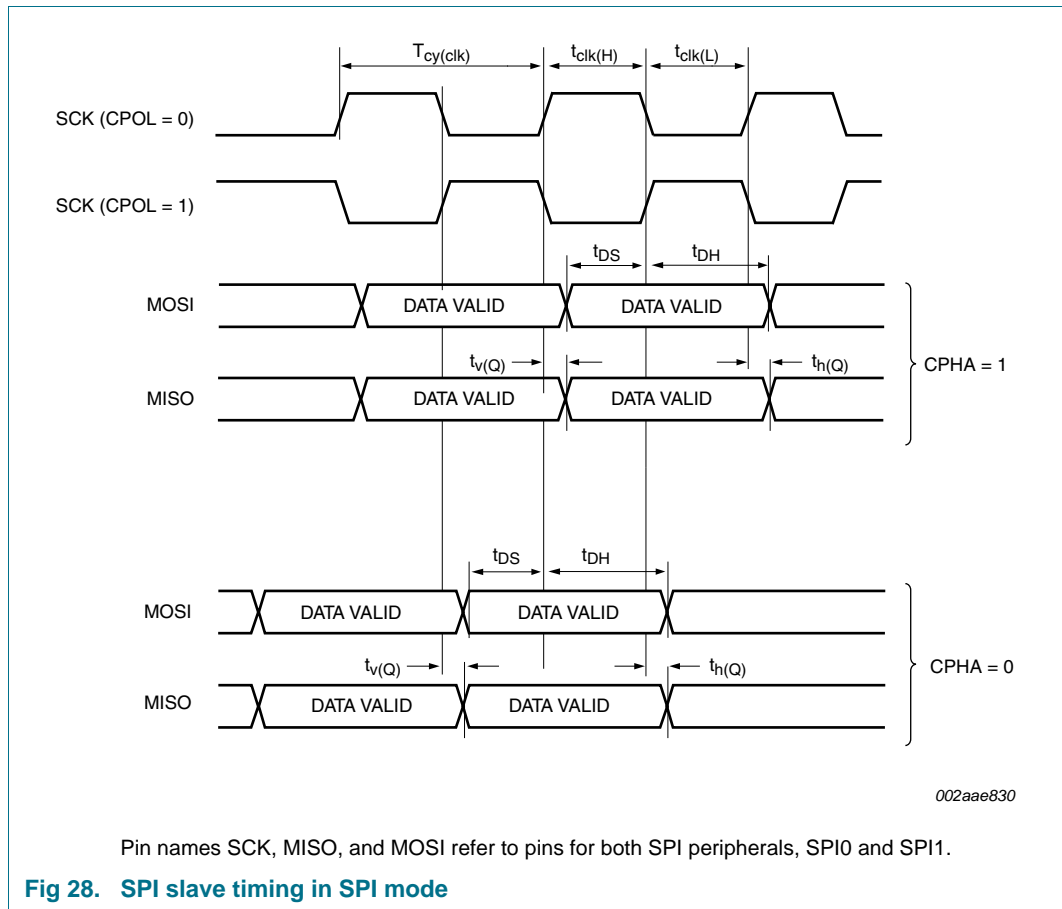 T cy(clk) t clk(H) t clk(L)
SCK (CPOL = 0)
SCK (CPOL = 1)
tDS tDH
MOSI DATA VALID DATA VALID
tv(Q) th(Q)
CPHA = 1
MISO DATA VALID DATA VALID
tDS tDH
MOSI DATA VALID DATA VALID
tv(Q) th(Q)
CPHA = 0
MISO DATA VALID DATA VALID
002aae830
Pin names SCK, MISO, and MOSI refer to pins for both SPI peripherals, SPI0 and SPI1.
Fig 28. SPI slave timing in SPI mode